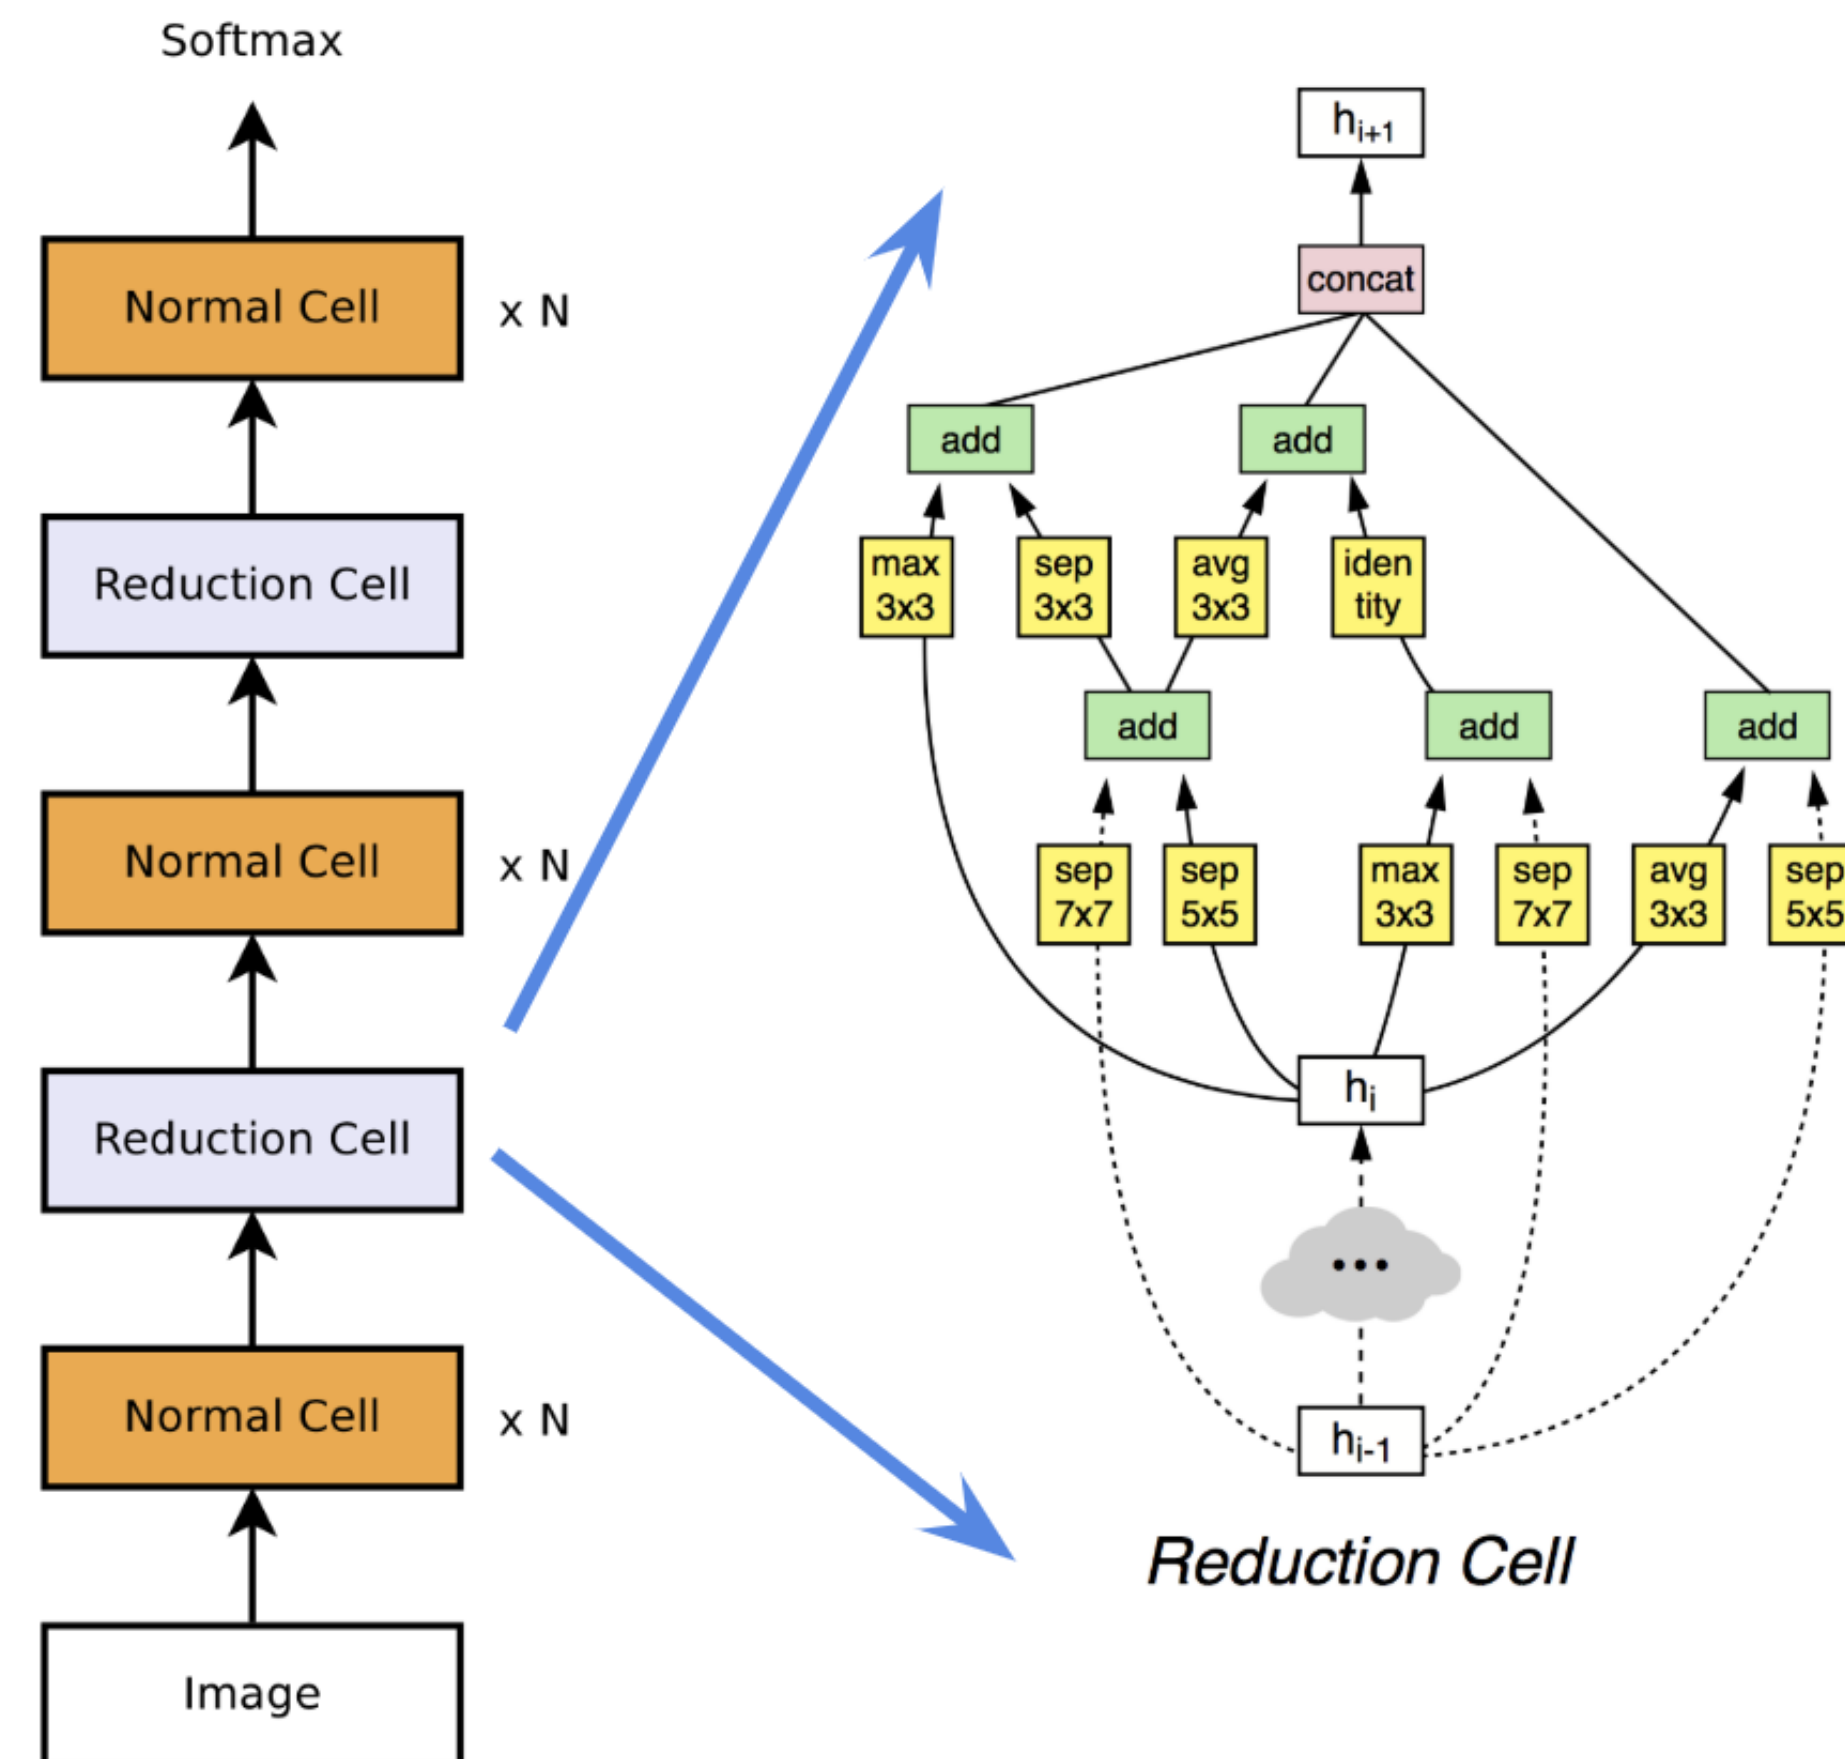 Softmax
Normal Cell
x N
Reduction Cell
Normal Cell
x N
Reduction Cell
Normal Cell
x N
Image
hi+1
concat
add
add
max
3x3
sep
3x3
avg
3x3
iden
tity
add
add
add
sep
7x7
sep
5x5
max
3x3
sep
7x7
avg
3x3
sep
5x5
hi
...
hi-1
Reduction Cell